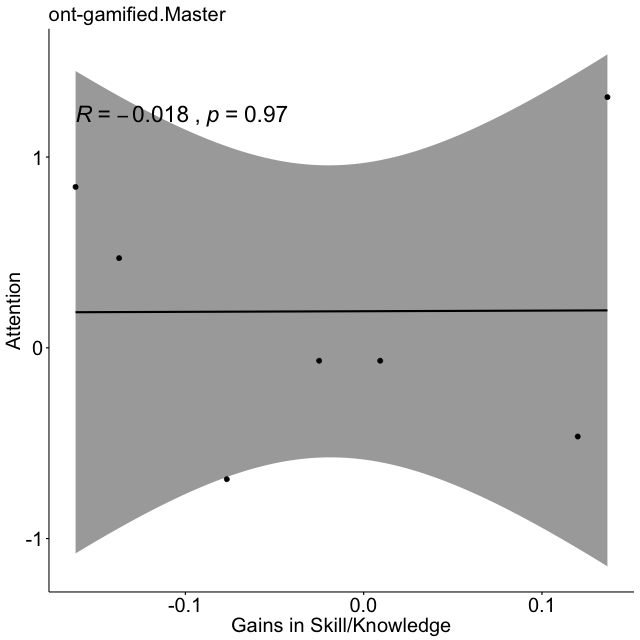 ont-gamified.Master
R = −0.018 , p = 0.97
1
0
-1
Attention
-0.1 0.0 0.1
Gains in Skill/Knowledge